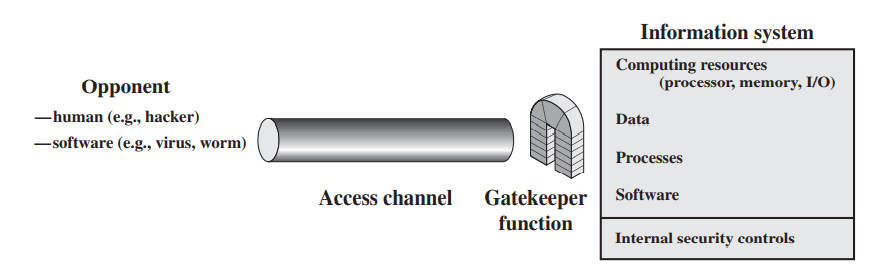 Information system
Opponent
—human (e.g., hacker)
—software (e.g., virus, worm)
Access channel
Gatekeeper
function
Computing resources
(processor, memory, I/O)
Data
Processes
Software
Internal security controls